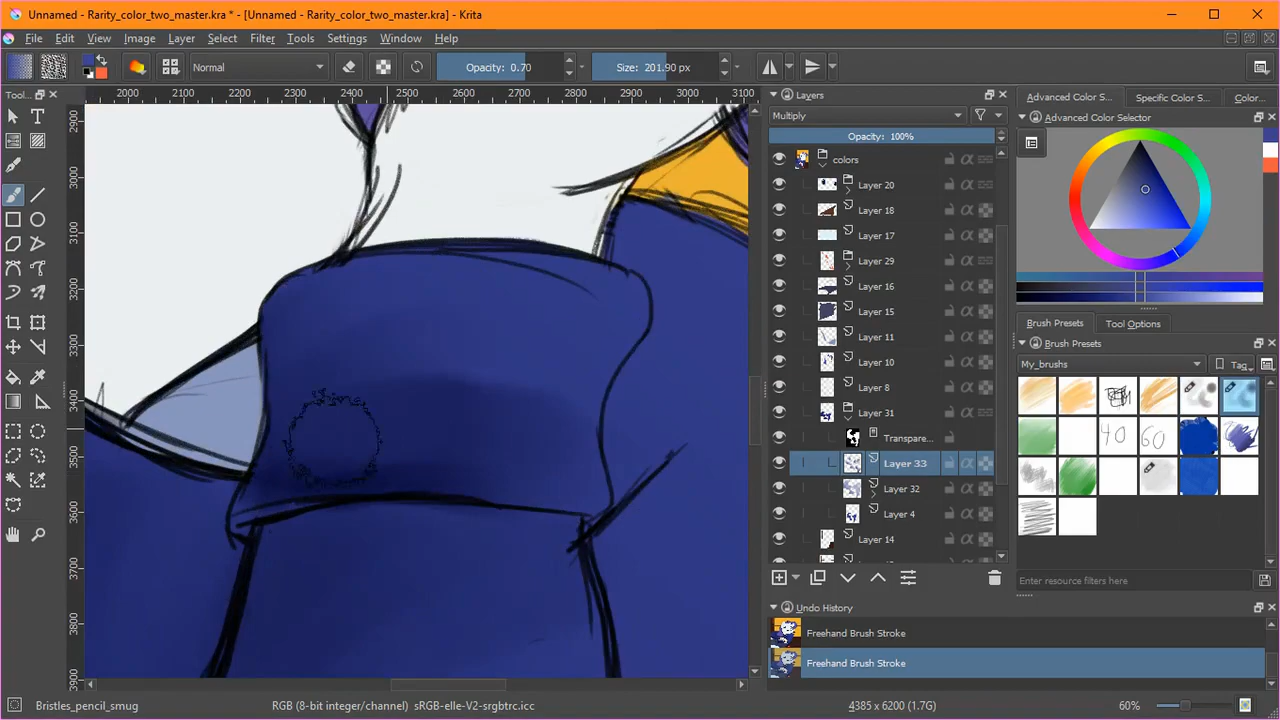 Unnamed - Rarity_color_two_master.kra * - [Unnamed - Rarity_color_two_master.kra] - Krita
File Edit View Image Layer Select Filter Tools Settings Window Help
Normal Opacity: 0.70 Size: 201.90 px
Tool...
2000 2100 2200 2300 2400 2500 2600 2700 2800 2900 3000 3100
2900
3000
3100
3200
3300
3400
3500
3600
3700
3800
3900
Layers
Multiply
Opacity: 100%
colors
Layer 20
Layer 18
Layer 17
Layer 29
Layer 16
Layer 15
Layer 11
Layer 10
Layer 8
Layer 31
Transpare...
Layer 33
Layer 32
Layer 4
Layer 14
Undo History
Freehand Brush Stroke
Freehand Brush Stroke
Advanced Color S... Specific Color S... Color...
Advanced Color Selector
Brush Presets Tool Options
Brush Presets
My_brushs Tag
40 60
Enter resource filters here
Bristles_pencil_smug RGB (8-bit integer/channel) sRGB-elle-V2-srgbtrc.icc 4385 x 6200 (1.7G) 60%